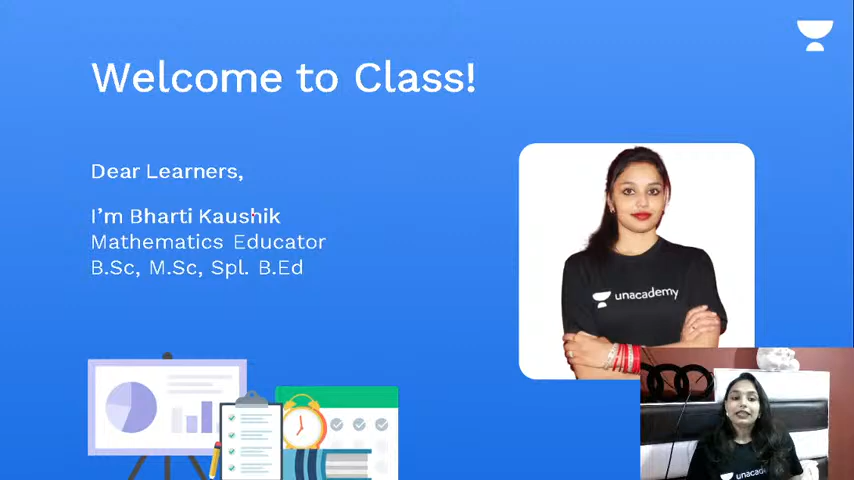 Welcome to Class!
Dear Learners,
I'm Bharti Kaushik
Mathematics Educator
B.Sc, M.Sc, Spl. B.Ed
unacademy
unacademy